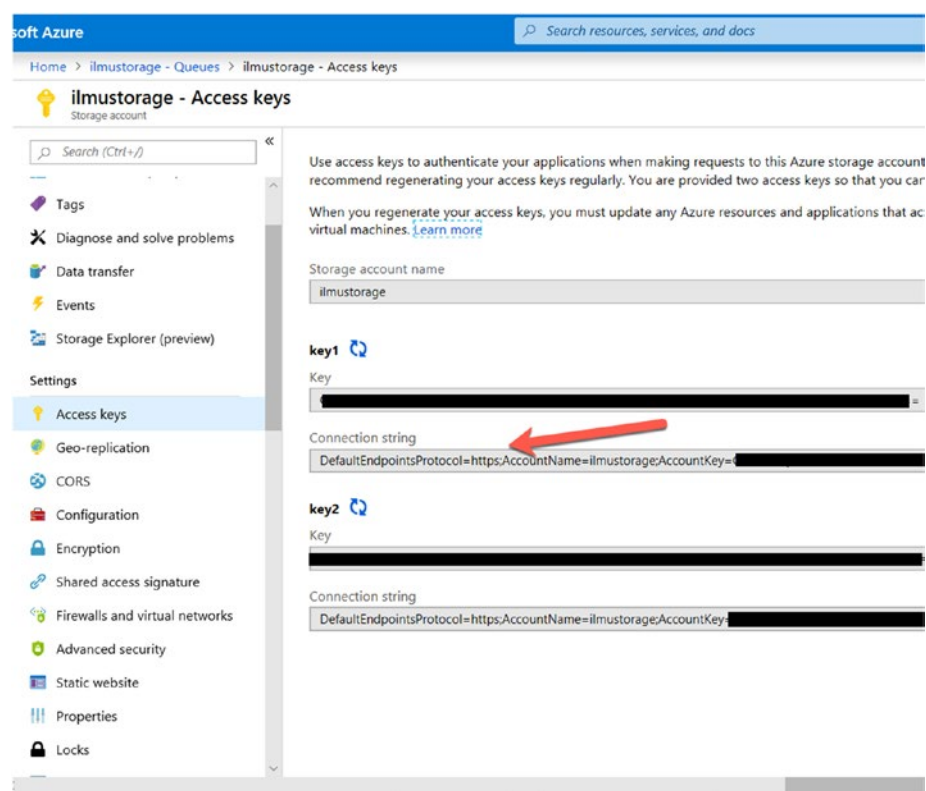 soft Azure
Search resources, services, and docs
Home > ilmustorage - Queues > ilmustorage - Access keys
ilmustorage - Access keys
Storage account
Search (Ctrl+/)
«
Tags
Diagnose and solve problems
Data transfer
Events
Storage Explorer (preview)
Settings
Access keys
Geo-replication
CORS
Configuration
Encryption
Shared access signature
Firewalls and virtual networks
Advanced security
Static website
Properties
Locks
Use access keys to authenticate your applications when making requests to this Azure storage account
recommend regenerating your access keys regularly. You are provided two access keys so that you can
When you regenerate your access keys, you must update any Azure resources and applications that ac
virtual machines. Learn more
Storage account name
ilmustorage
key1
Key
=
Connection string
DefaultEndpointsProtocol=https;AccountName=ilmustorage;AccountKey=
key2
Key
Connection string
DefaultEndpointsProtocol=https;AccountName=ilmustorage;AccountKey=